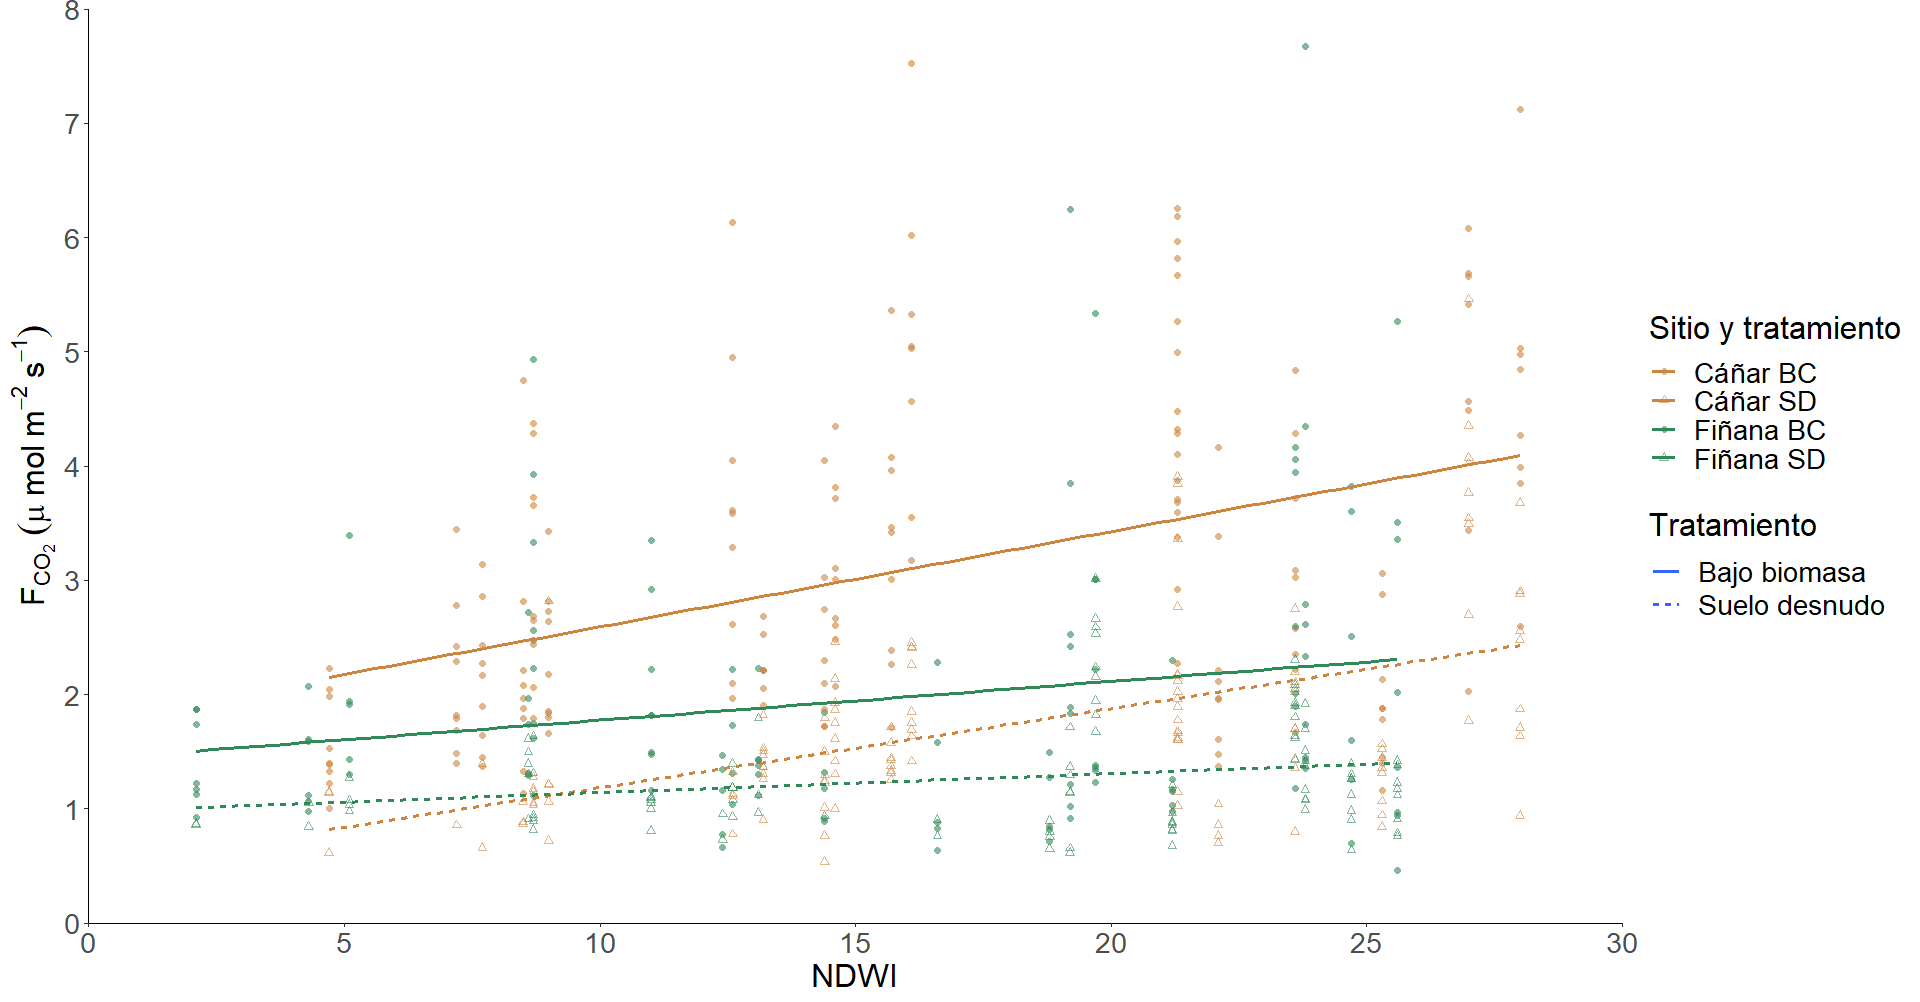 8
7
6
5
4
3
2
1
0
F_CO₂ (μ mol m⁻² s⁻¹)
0 5 10 15 20 25 30
NDWI
Sitio y tratamiento
Cáñar BC
Cáñar SD
Fiñana BC
Fiñana SD
Tratamiento
Bajo biomasa
Suelo desnudo